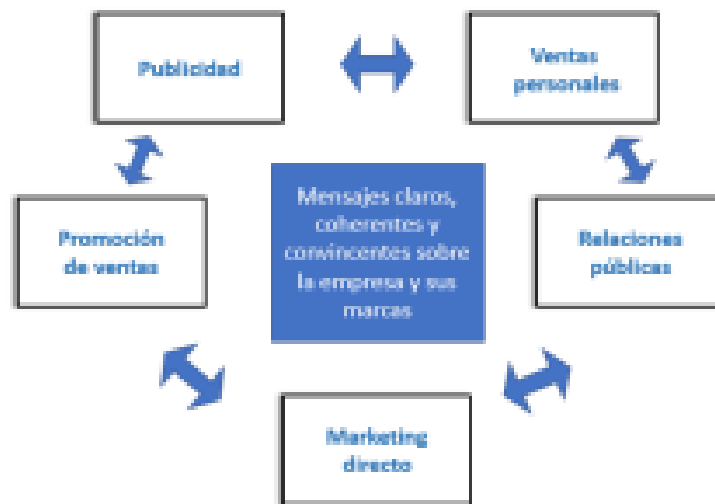 Publicidad
Ventas
personales
Promoción
de ventas
Mensajes claros,
coherentes y
convincentes sobre
la empresa y sus
marcas
Relaciones
públicas
Marketing
directo